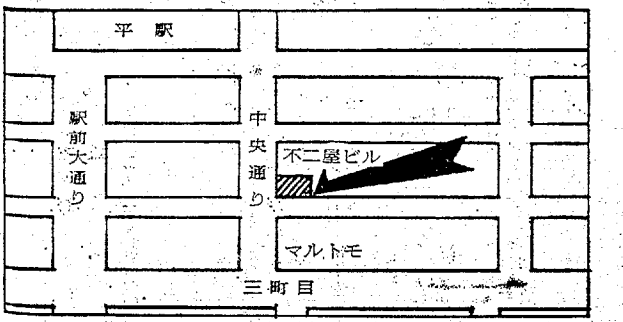 平駅
駅前大通り
中央通り
不二屋ビル
マルトモ
三町目